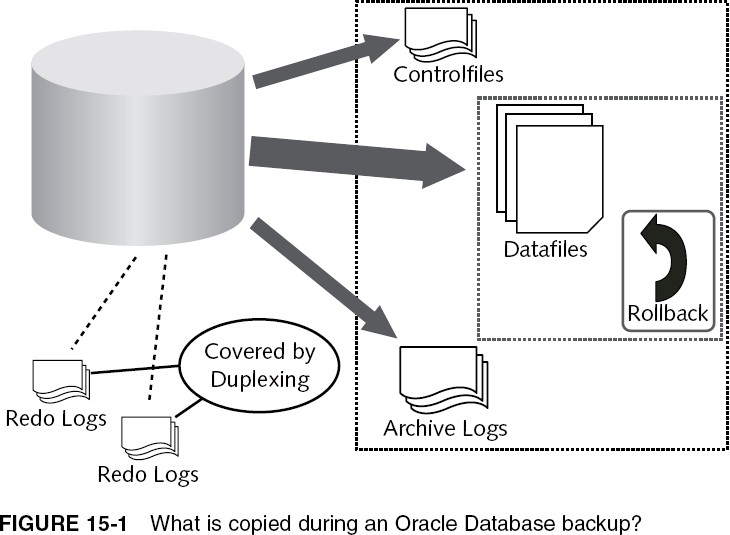 Controlfiles
Datafiles
Rollback
Covered by
Duplexing
Redo Logs
Archive Logs
Redo Logs
FIGURE 15-1 What is copied during an Oracle Database backup?